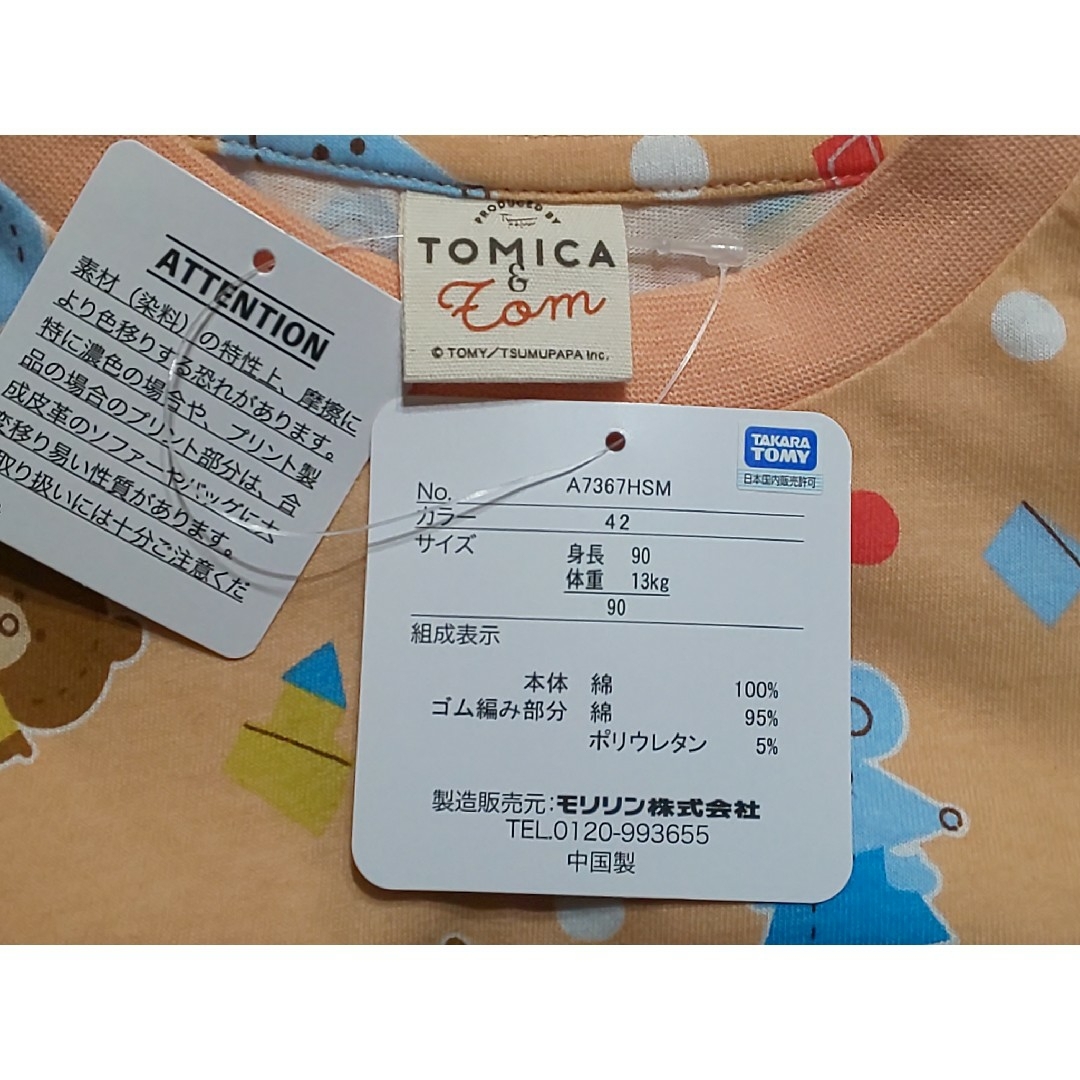 PRODUCED BY
TOMICA
&
Tom
© TOMY/TSUMUPAPA Inc.
ATTENTION
素材(染料)の特性上、摩擦に
より色移りする恐れがあります。
特に濃色の場合や、プリント製
品の場合のプリント部分は、合
成皮革のソファーやバッグに大
変移り易い性質があります。
取り扱いには十分ご注意くだ
TAKARA
TOMY
日本国内販売許可
No. A7367HSM
カラー 42
サイズ
身長 90
体重 13kg
90
組成表示
本体 綿 100%
ゴム編み部分 綿 95%
ポリウレタン 5%
製造販売元:モリリン株式会社
TEL.0120-993655
中国製